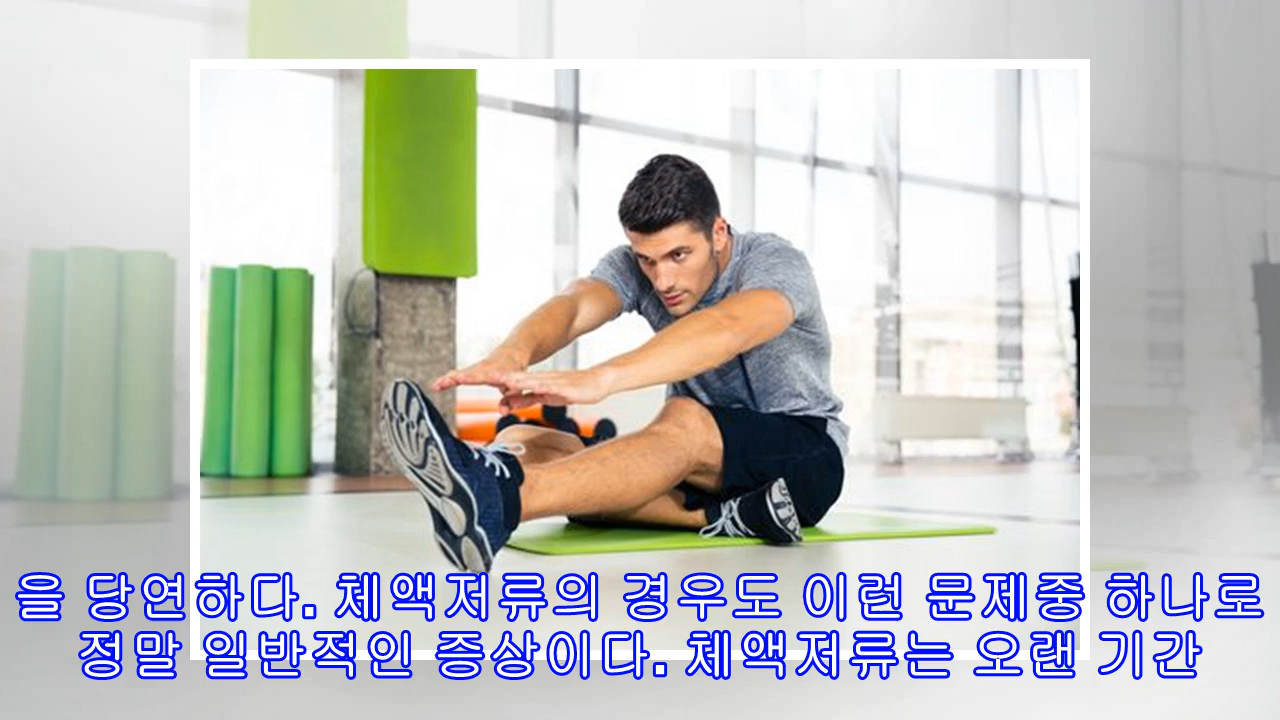 을 당연하다. 체액저류의 경우도 이런 문제중 하나로
정말 일반적인 증상이다. 체액저류는 오랜 기간